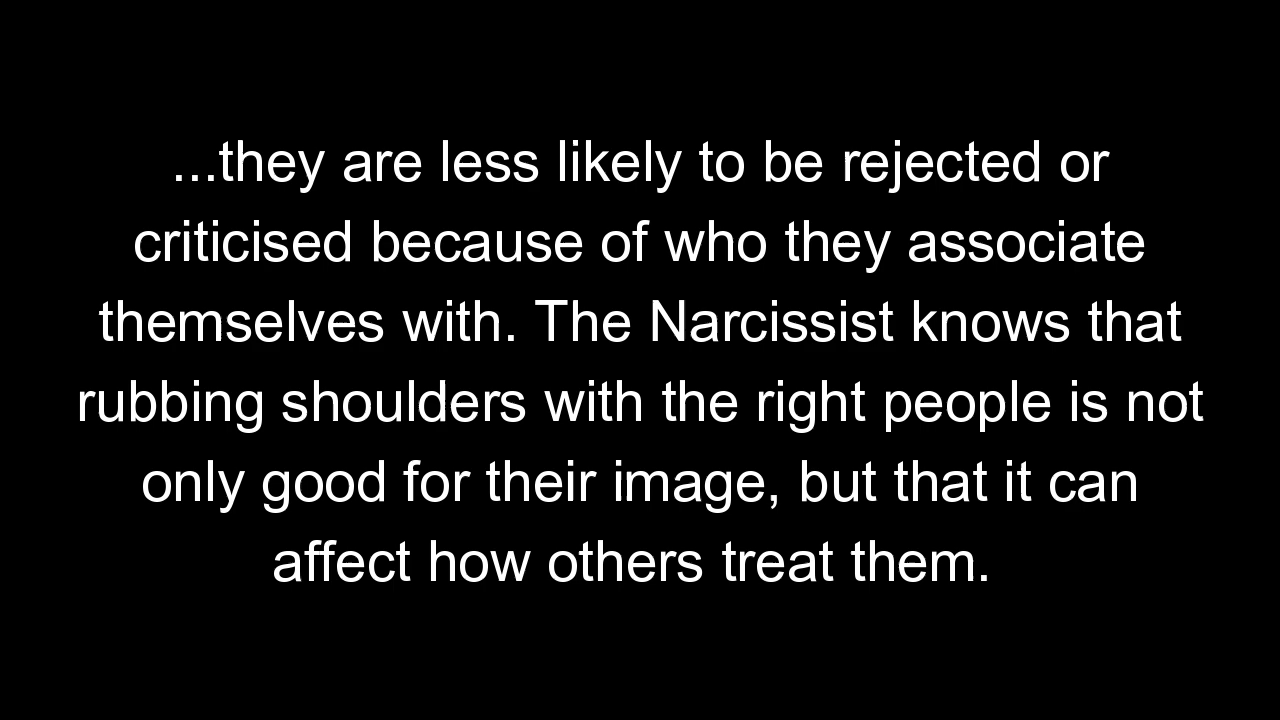 ...they are less likely to be rejected or
criticised because of who they associate
themselves with. The Narcissist knows that
rubbing shoulders with the right people is not
only good for their image, but that it can
affect how others treat them.